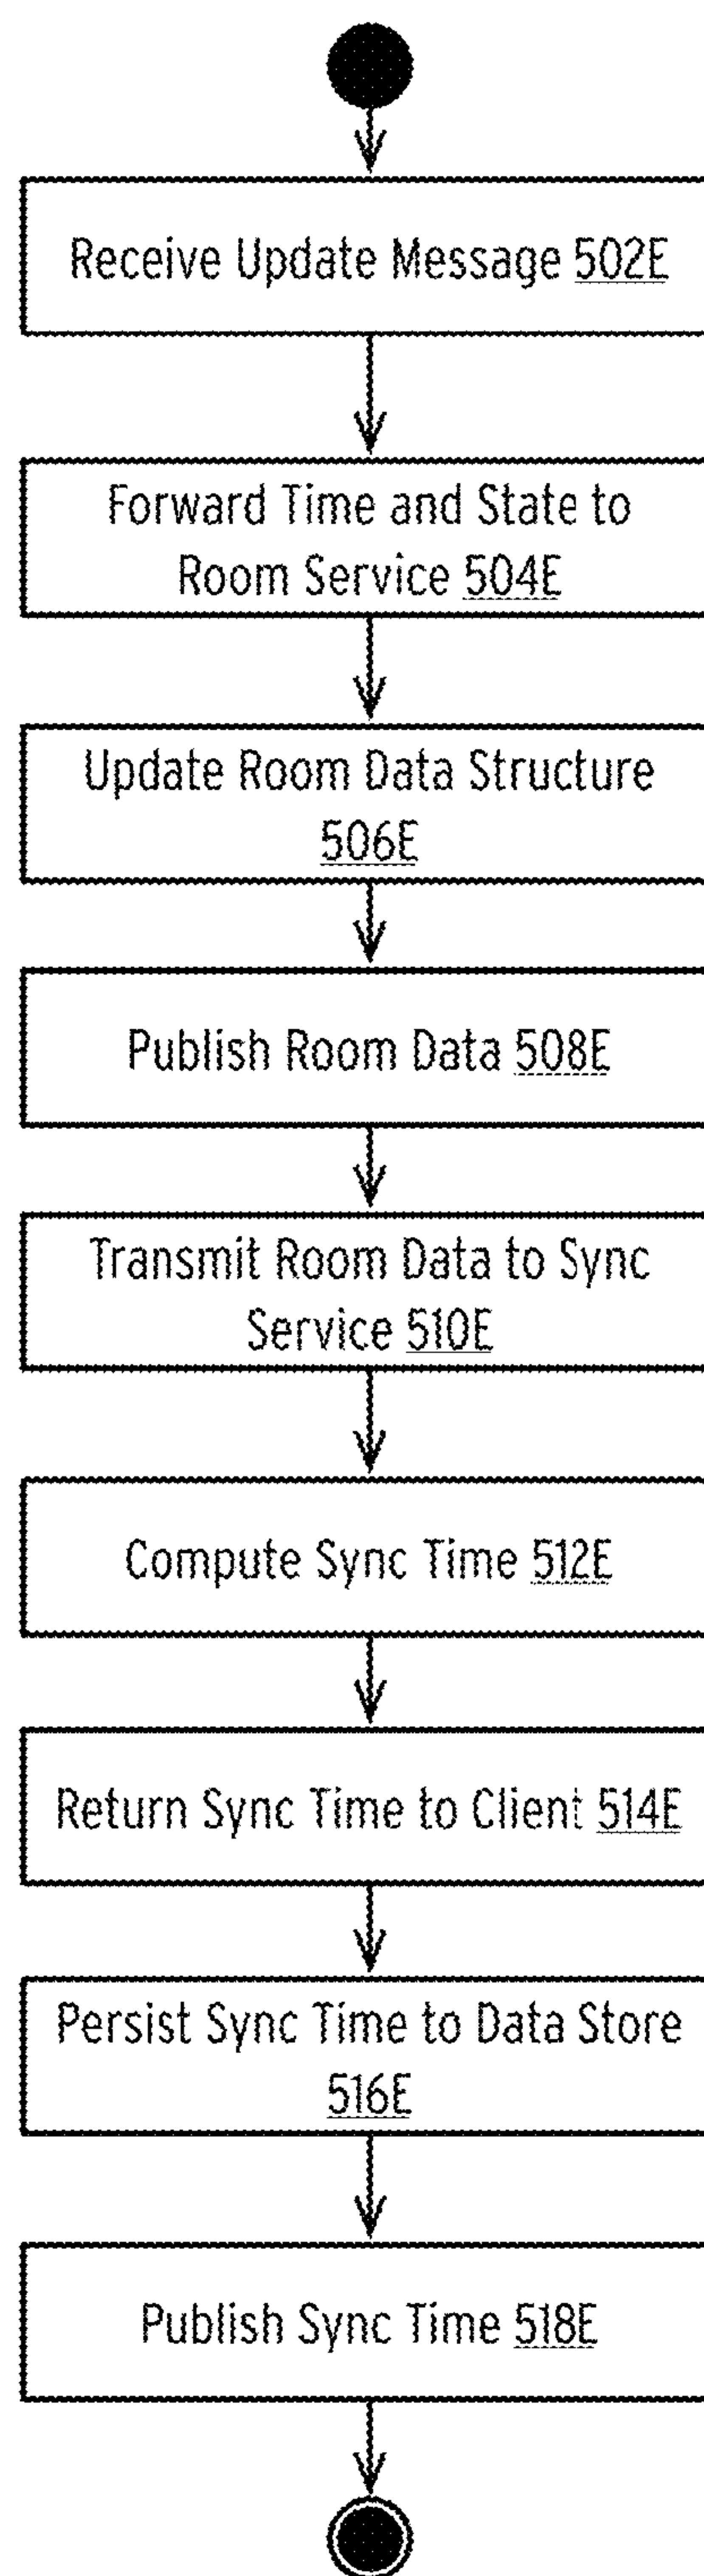 Receive Update Message 502E
Forward Time and State to
Room Service 504E
Update Room Data Structure
506E
Publish Room Data 508E
Transmit Room Data to Sync
Service 510E
Compute Sync Time 512E
Return Sync Time to Client 514E
Persist Sync Time to Data Store
516E
Publish Sync Time 518E